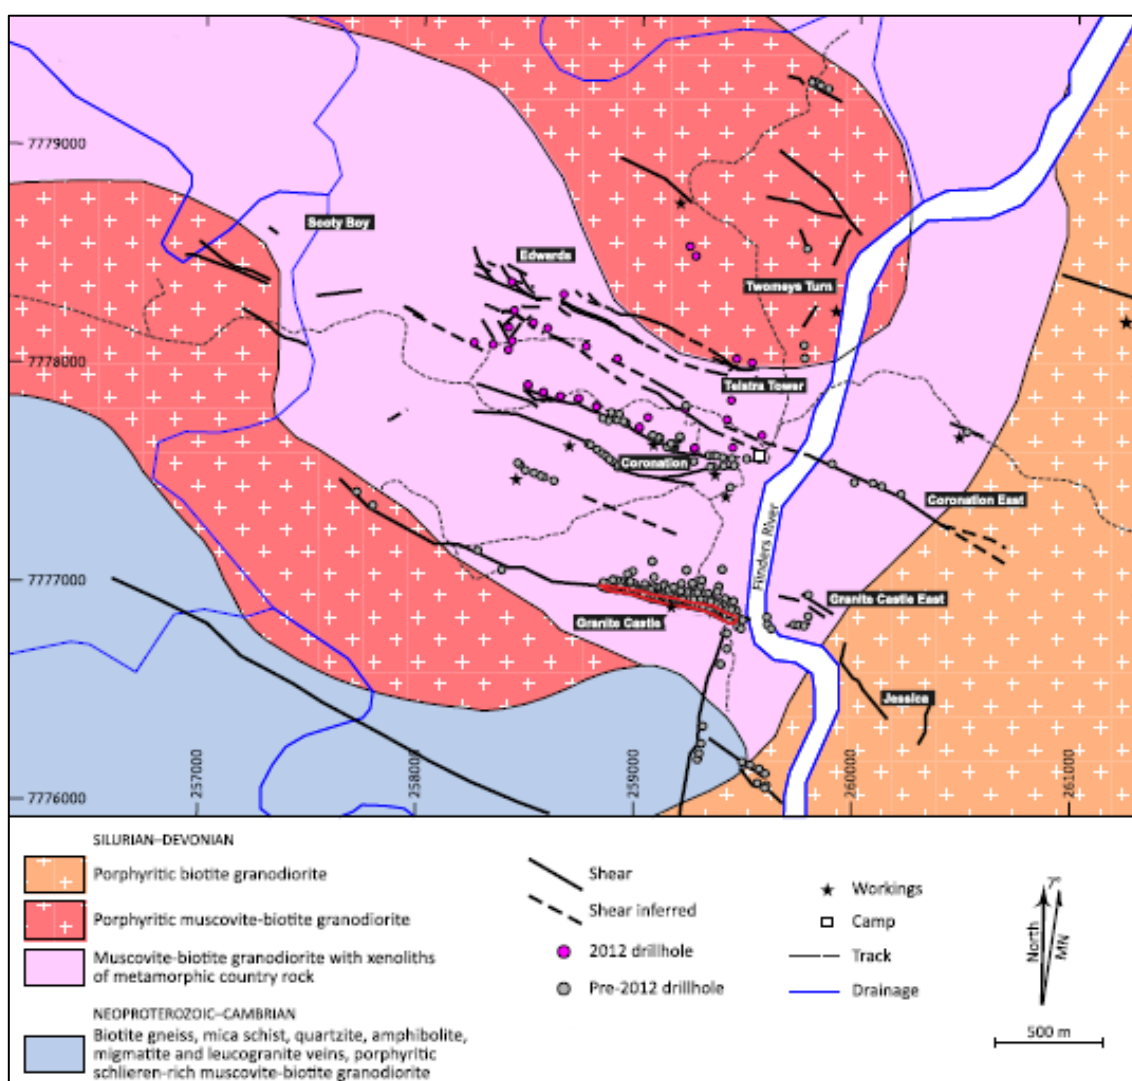 7779000
Sooty Boy
Edwards
Twomeys Turn
7778000
Telstra Tower
Coronation
Coronation East
Flinders River
7777000
Granite Castle East
Granite Castle
Jessica
7776000
257000
258000
259000
260000
261000
SILURIAN–DEVONIAN
Porphyritic biotite granodiorite
Porphyritic muscovite-biotite granodiorite
Muscovite-biotite granodiorite with xenoliths
of metamorphic country rock
NEOPROTEROZOIC–CAMBRIAN
Biotite gneiss, mica schist, quartzite, amphibolite,
migmatite and leucogranite veins, porphyritic
schlieren-rich muscovite-biotite granodiorite
Shear
Shear inferred
2012 drillhole
Pre-2012 drillhole
Workings
Camp
Track
Drainage
7°
North
MN
500 m